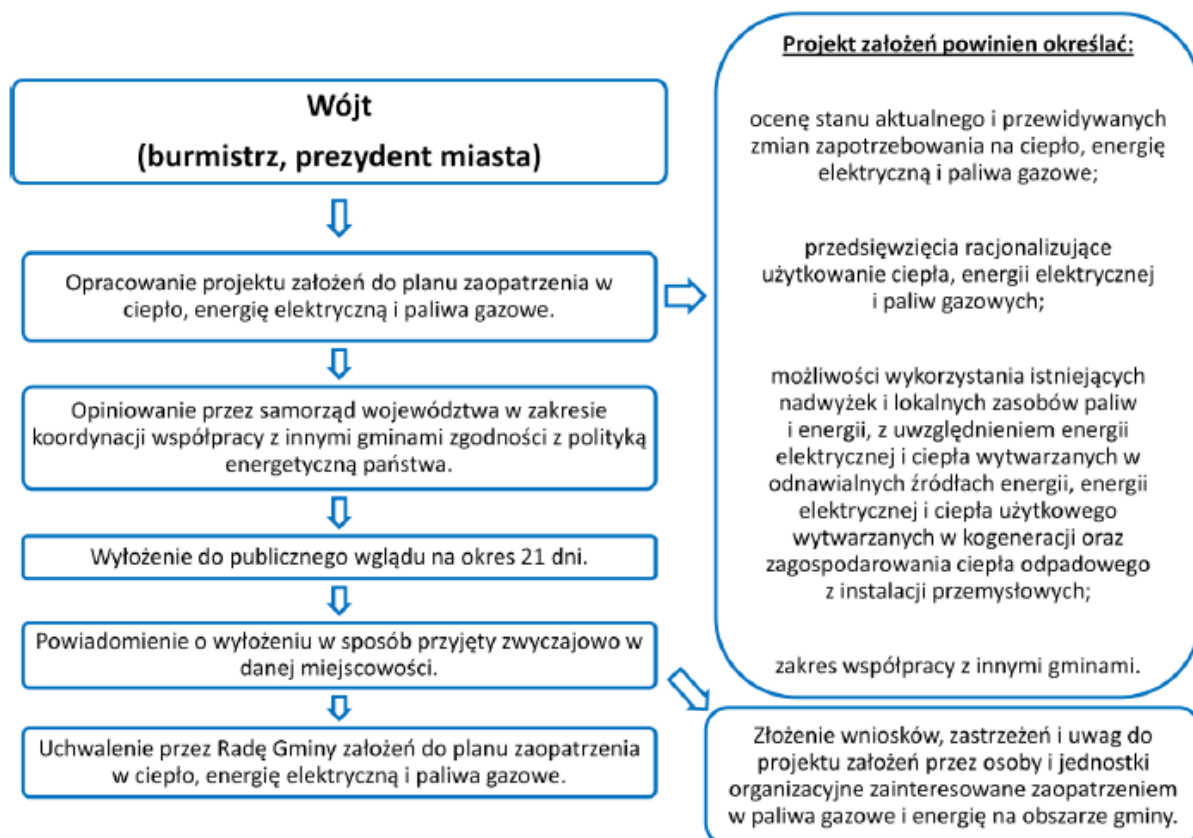 Wójt
(burmistrz, prezydent miasta)
Opracowanie projektu założeń do planu zaopatrzenia w
ciepło, energię elektryczną i paliwa gazowe.
Opiniowanie przez samorząd województwa w zakresie
koordynacji współpracy z innymi gminami zgodności z polityką
energetyczną państwa.
Wyłożenie do publicznego wglądu na okres 21 dni.
Powiadomienie o wyłożeniu w sposób przyjęty zwyczajowo w
danej miejscowości.
Uchwalenie przez Radę Gminy założeń do planu zaopatrzenia
w ciepło, energię elektryczną i paliwa gazowe.
Projekt założeń powinien określać:
ocenę stanu aktualnego i przewidywanych
zmian zapotrzebowania na ciepło, energię
elektryczną i paliwa gazowe;
przedsięwzięcia racjonalizujące
użytkowanie ciepła, energii elektrycznej
i paliw gazowych;
możliwości wykorzystania istniejących
nadwyżek i lokalnych zasobów paliw
i energii, z uwzględnieniem energii
elektrycznej i ciepła wytwarzanych w
odnawialnych źródłach energii, energii
elektrycznej i ciepła użytkowego
wytwarzanych w kogeneracji oraz
zagospodarowania ciepła odpadowego
z instalacji przemysłowych;
zakres współpracy z innymi gminami.
Złożenie wniosków, zastrzeżeń i uwag do
projektu założeń przez osoby i jednostki
organizacyjne zainteresowane zaopatrzeniem
w paliwa gazowe i energię na obszarze gminy.